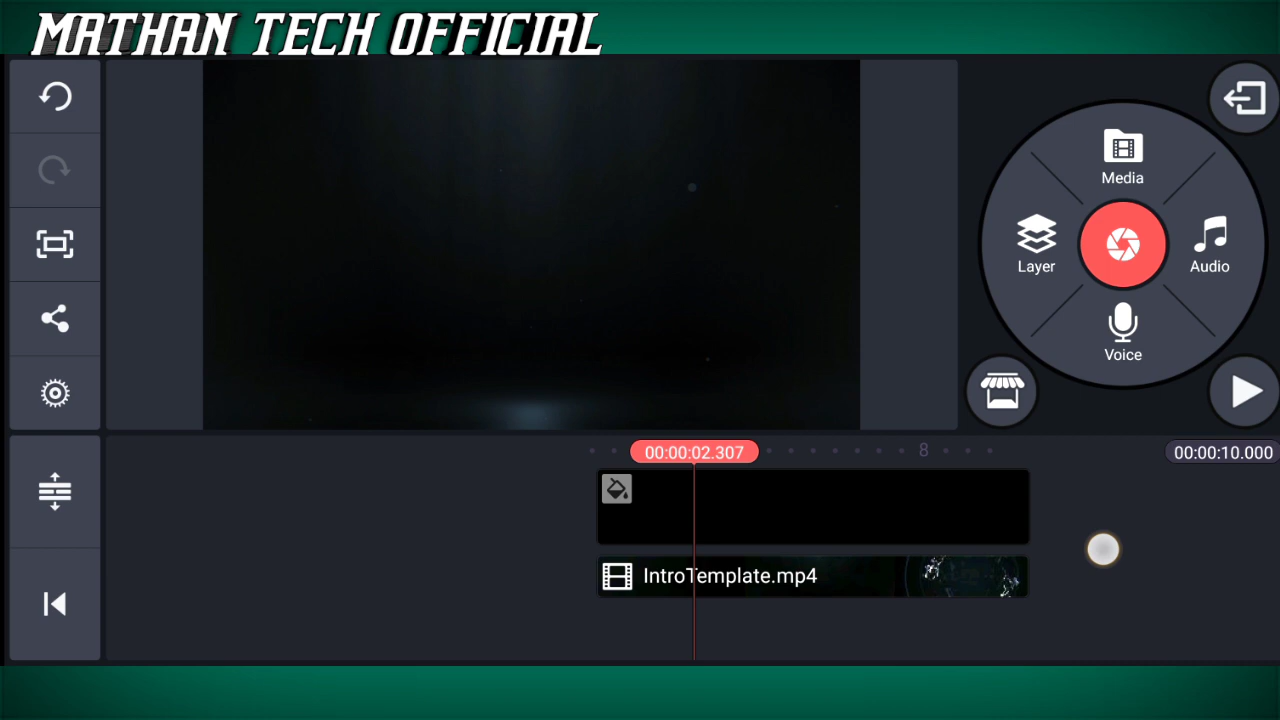 MATHAN TECH OFFICIAL
Media
Layer
Audio
Voice
00:00:02.307
8
00:00:10.000
IntroTemplate.mp4